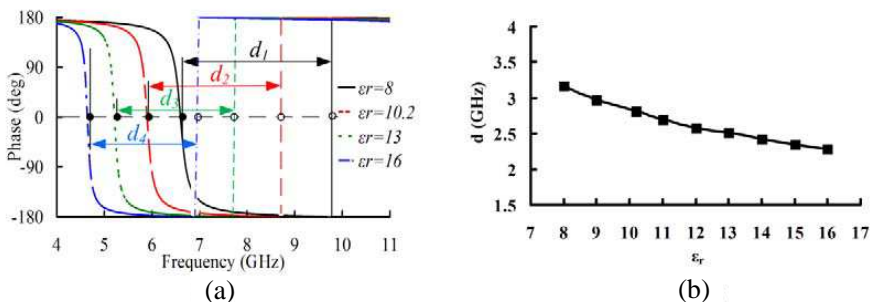 180
90
0
-90
-180
Phase (deg)
4 5 6 7 8 9 10 11
Frequency (GHz)
d1
d2
d3
d4
εr=8
εr=10.2
εr=13
εr=16
(a)
4
3.5
3
2.5
2
1.5
1
d (GHz)
7 8 9 10 11 12 13 14 15 16 17
εr
(b)